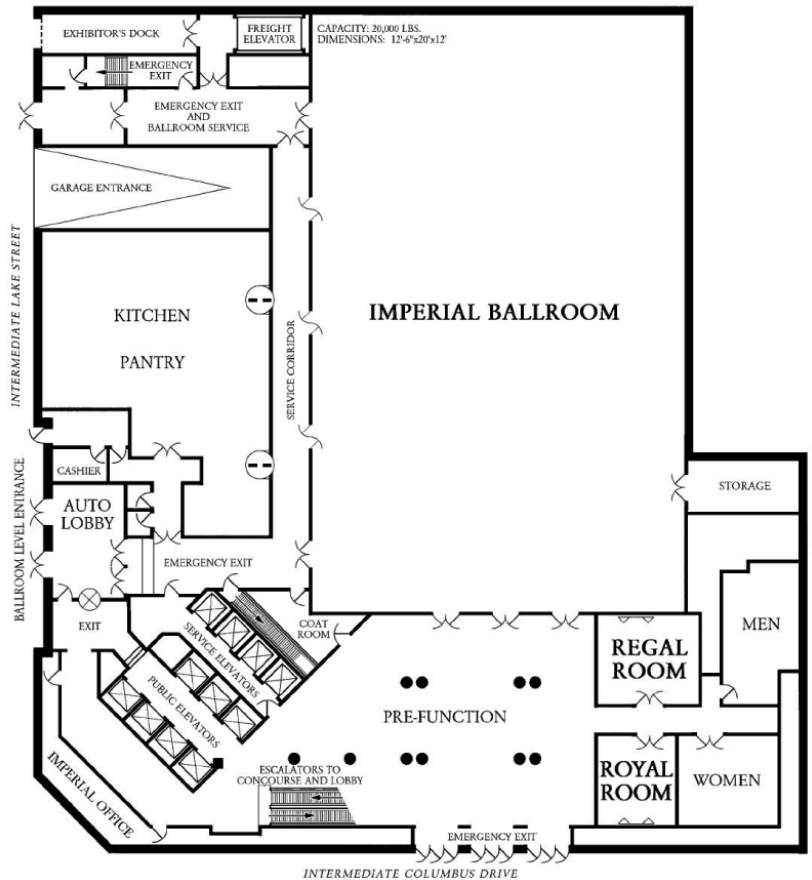 EXHIBITOR'S DOCK
FREIGHT
ELEVATOR
CAPACITY: 20,000 LBS.
DIMENSIONS: 12'-6"x20'x12'
EMERGENCY
EXIT
EMERGENCY EXIT
AND
BALLROOM SERVICE
GARAGE ENTRANCE
INTERMEDIATE LAKE STREET
KITCHEN
PANTRY
SERVICE CORRIDOR
IMPERIAL BALLROOM
CASHIER
STORAGE
BALLROOM LEVEL ENTRANCE
AUTO
LOBBY
EMERGENCY EXIT
EXIT
SERVICE ELEVATORS
COAT
ROOM
MEN
REGAL
ROOM
PUBLIC ELEVATORS
PRE-FUNCTION
IMPERIAL OFFICE
ESCALATORS TO
CONCOURSE AND LOBBY
ROYAL
ROOM
WOMEN
EMERGENCY EXIT
INTERMEDIATE COLUMBUS DRIVE